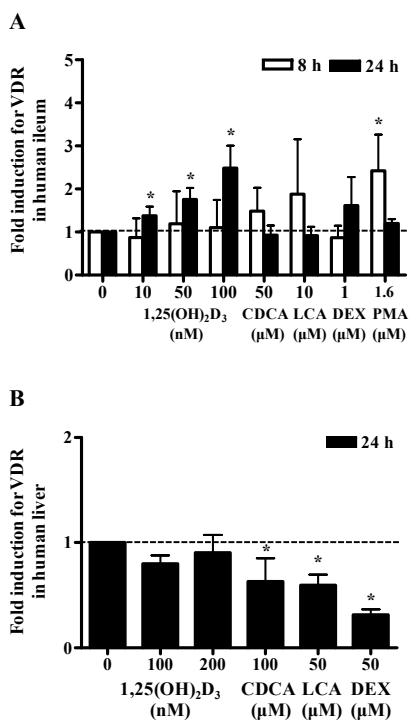 A
8 h 24 h
Fold induction for VDR
in human ileum
5
4
3
2
1
0
* * * *
0 10 50 100 50 10 1 1.6
1,25(OH)₂D₃ CDCA LCA DEX PMA
(nM) (μM) (μM) (μM) (μM)
B
24 h
Fold induction for VDR
in human liver
2
1
0
* * *
0 100 200 100 50 50
1,25(OH)₂D₃ CDCA LCA DEX
(nM) (μM) (μM) (μM)